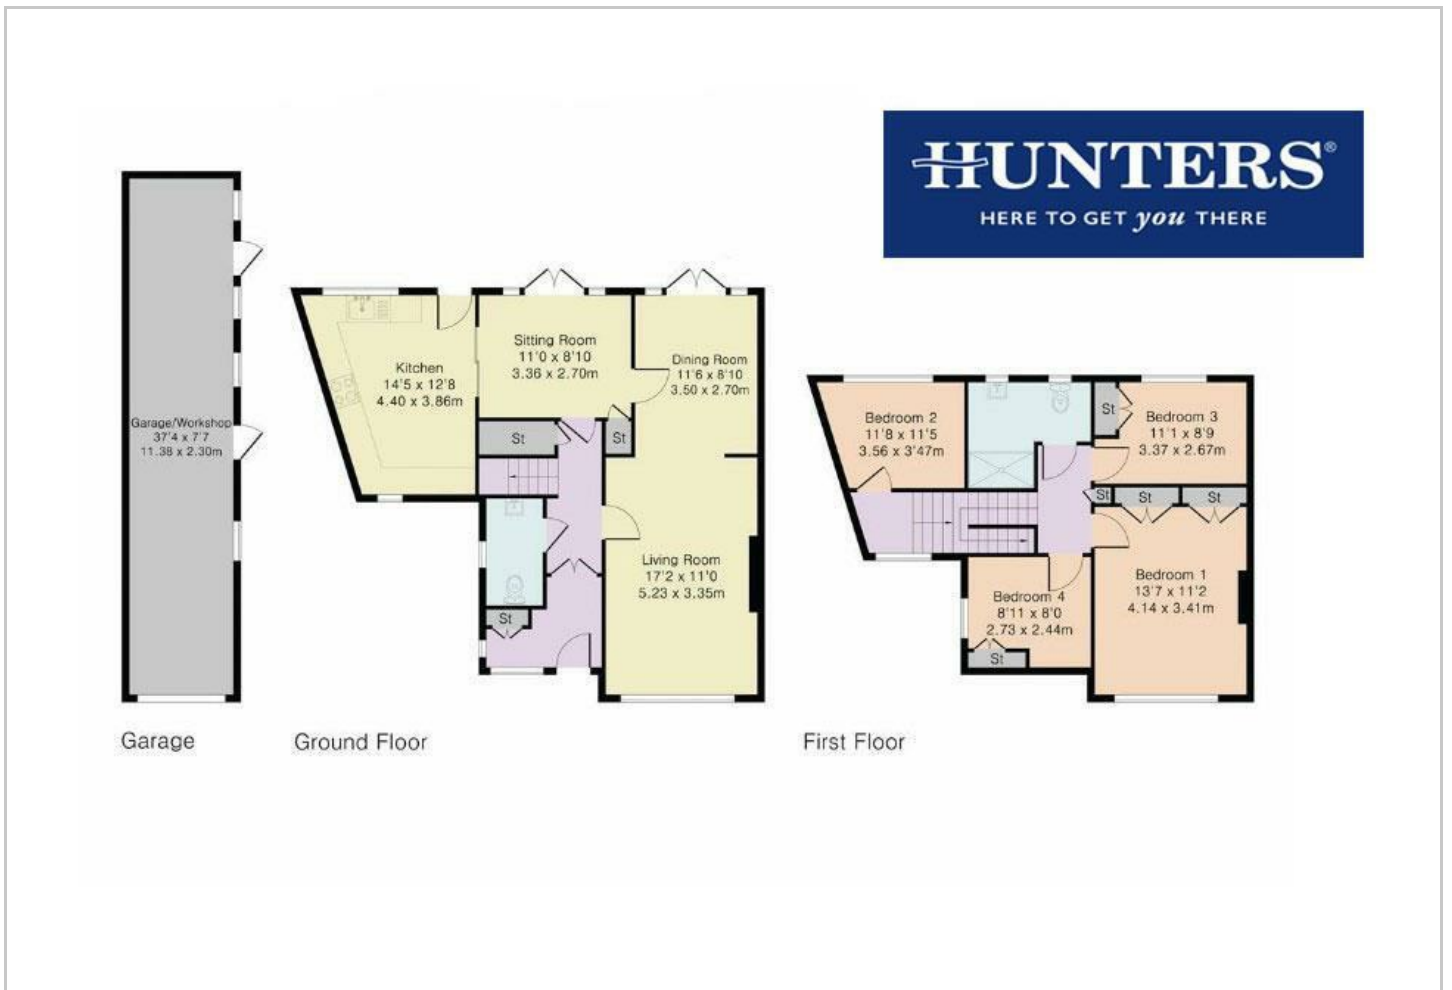 HUNTERS®
HERE TO GET you THERE
Garage/Workshop
37'4 x 7'7
11.38 x 2.30m
Garage
Kitchen
14'5 x 12'8
4.40 x 3.86m
Sitting Room
11'0 x 8'10
3.36 x 2.70m
Dining Room
11'6 x 8'10
3.50 x 2.70m
St
St
Living Room
17'2 x 11'0
5.23 x 3.35m
St
Ground Floor
Bedroom 2
11'8 x 11'5
3.56 x 3'47m
St
Bedroom 3
11'1 x 8'9
3.37 x 2.67m
St
St
St
Bedroom 1
13'7 x 11'2
4.14 x 3.41m
Bedroom 4
8'11 x 8'0
2.73 x 2.44m
St
First Floor